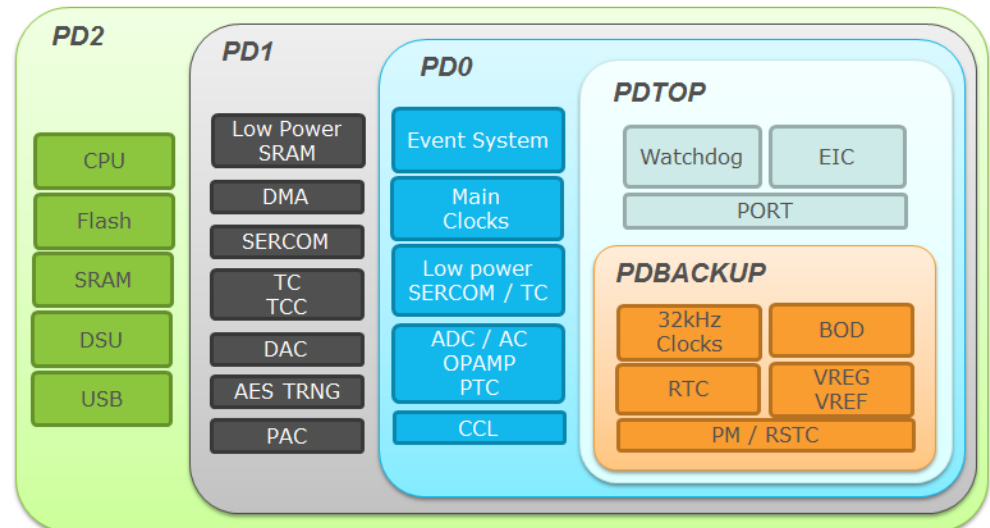 PD2
CPU
Flash
SRAM
DSU
USB
PD1
Low Power
SRAM
DMA
SERCOM
TC
TCC
DAC
AES TRNG
PAC
PD0
Event System
Main
Clocks
Low power
SERCOM / TC
ADC / AC
OPAMP
PTC
CCL
PDTOP
Watchdog
EIC
PORT
PDBACKUP
32kHz
Clocks
BOD
RTC
VREG
VREF
PM / RSTC